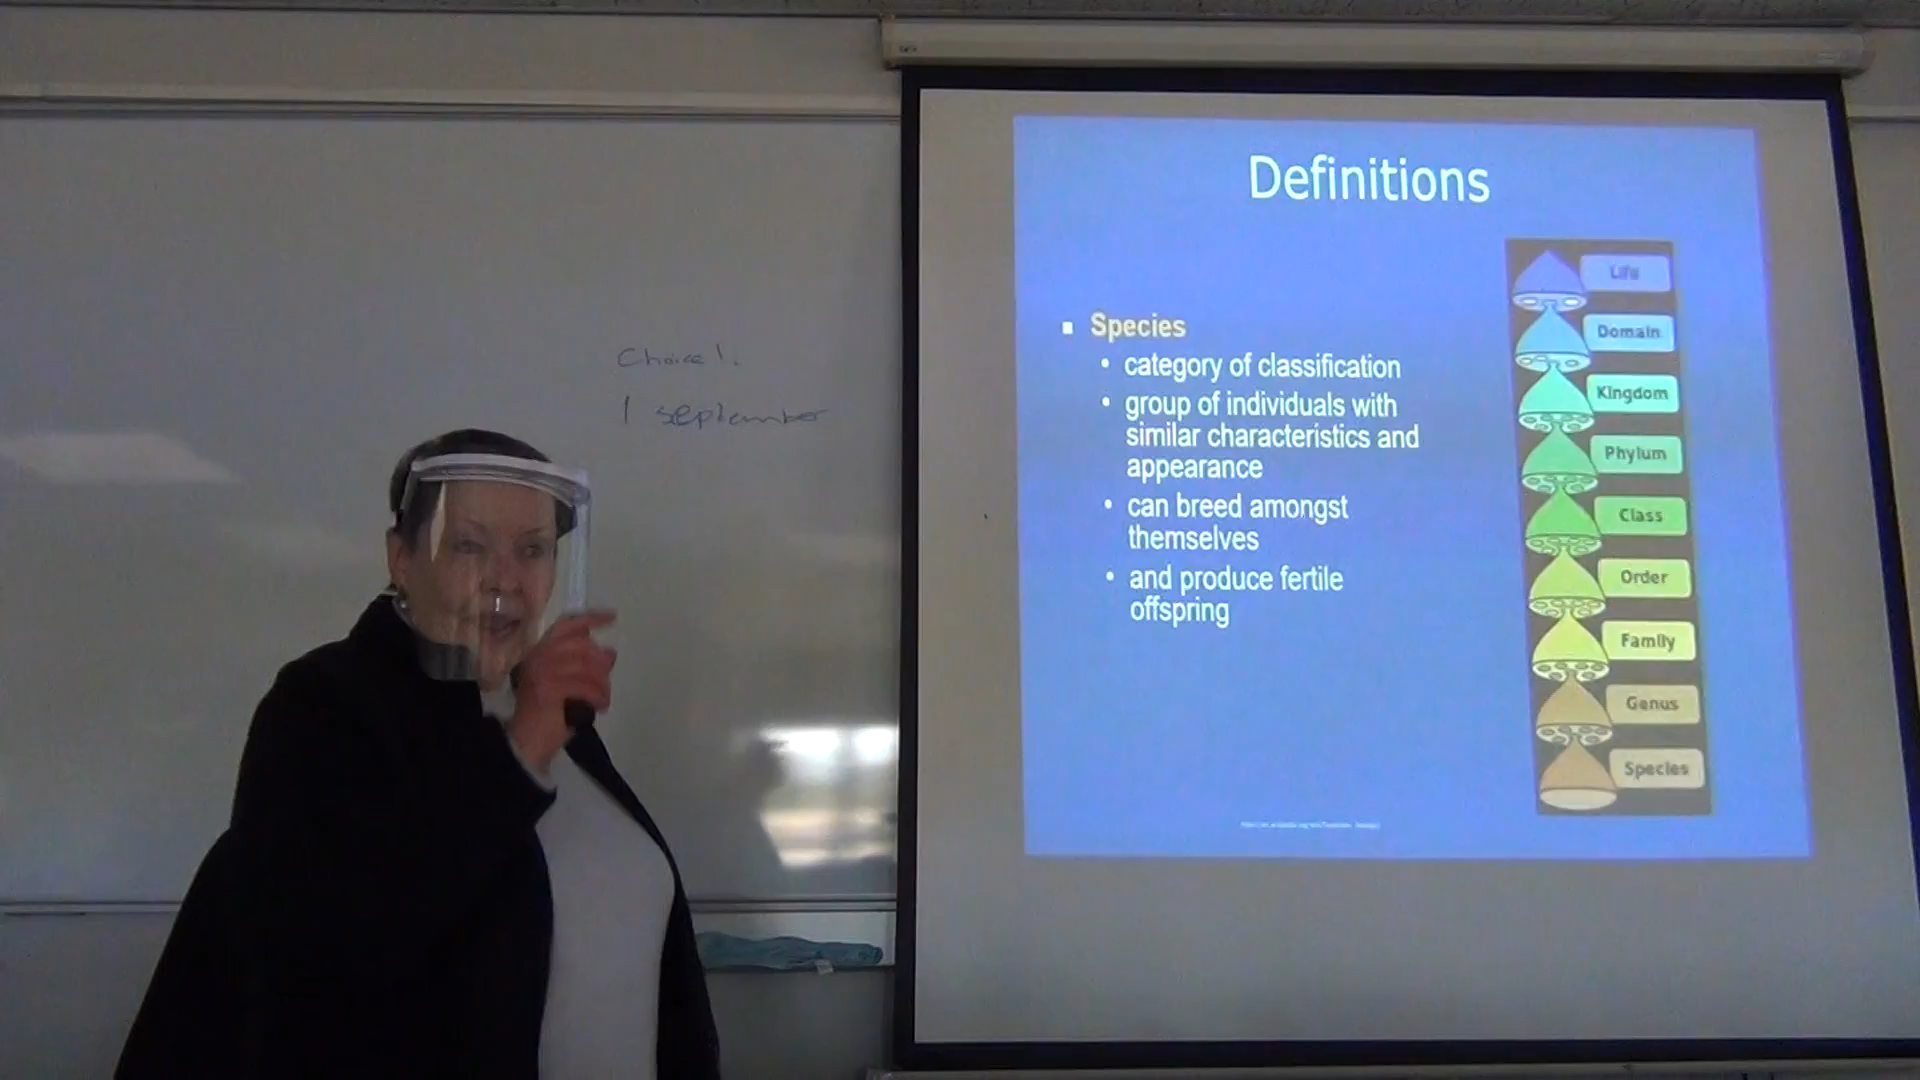 Choice 1.
1 september
Definitions
Species
category of classification
group of individuals with
similar characteristics and
appearance
can breed amongst
themselves
and produce fertile
offspring
Life
Domain
Kingdom
Phylum
Class
Order
Family
Genus
Species